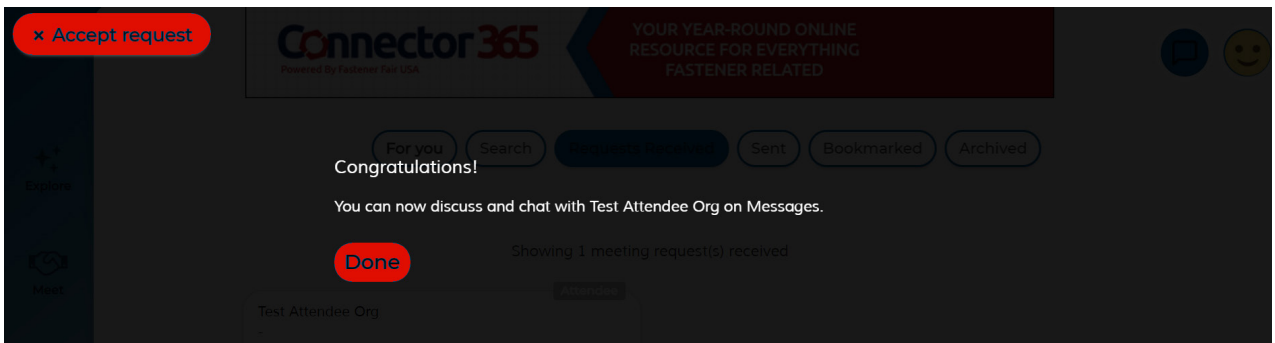 × Accept request
Connector 365
Powered By Fastener Fair USA
YOUR YEAR-ROUND ONLINE
RESOURCE FOR EVERYTHING
FASTENER RELATED
For you
Search
Requests Received
Sent
Bookmarked
Archived
Explore
Congratulations!
You can now discuss and chat with Test Attendee Org on Messages.
Done
Showing 1 meeting request(s) received
Meet
Attendee
Test Attendee Org
-